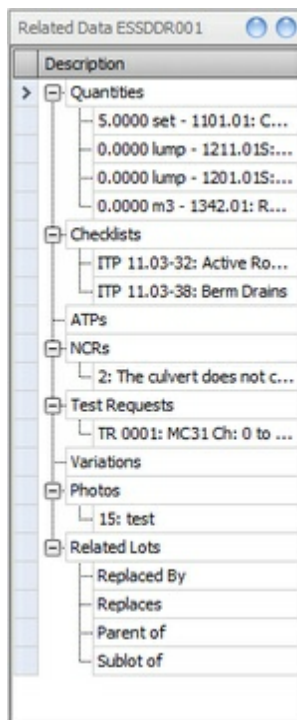 Related Data ESSDDR001
Description
Quantities
5.0000 set - 1101.01: C...
0.0000 lump - 1211.01S:
0.0000 lump - 1201.01S:
0.0000 m3 - 1342.01: R...
Checklists
ITP 11.03-32: Active Ro...
ITP 11.03-38: Berm Drains
ATPs
NCRs
2: The culvert does not c...
Test Requests
TR 0001: MC31 Ch: 0 to ...
Variations
Photos
15: test
Related Lots
Replaced By
Replaces
Parent of
Sublot of